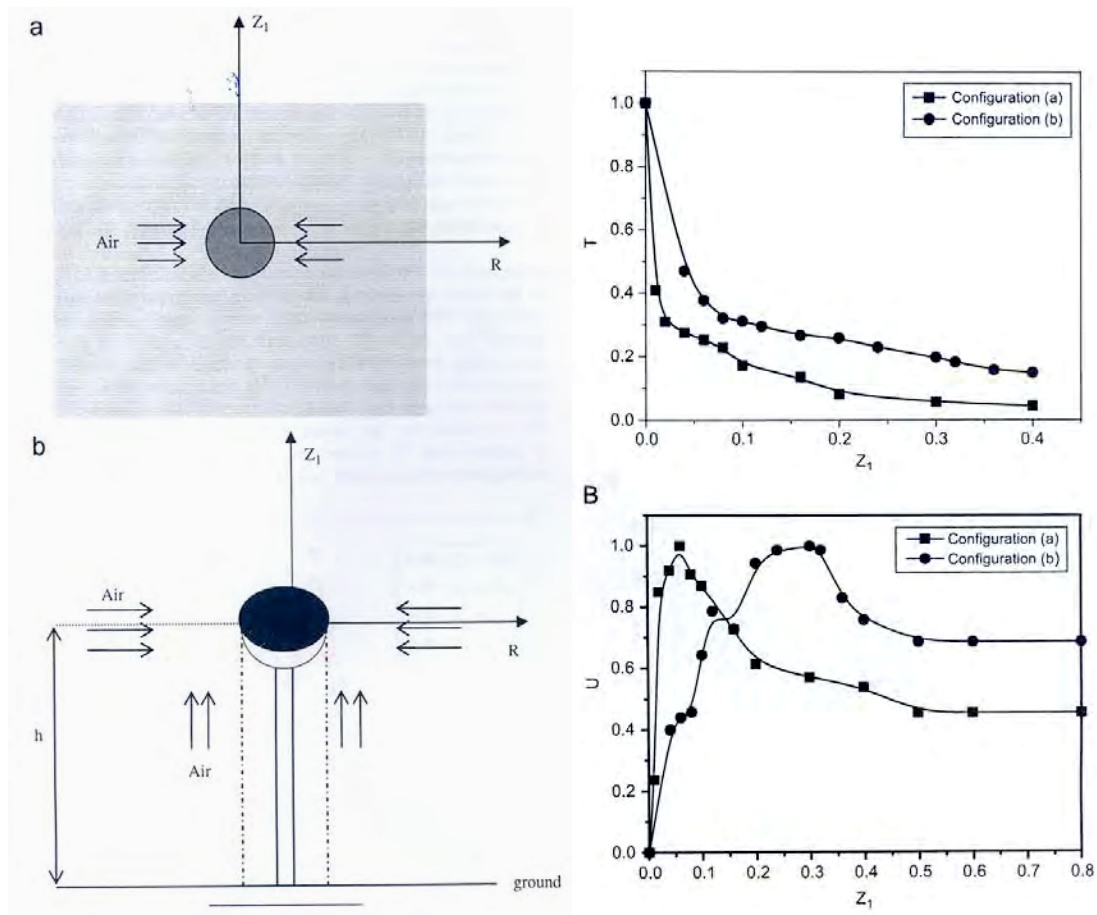 a
Z1
Air
R
b
Z1
Air
R
h
Air
ground
Configuration (a)
Configuration (b)
1.0
0.8
0.6
0.4
0.2
0.0
T
0.0 0.1 0.2 0.3 0.4
Z1
B
Configuration (a)
Configuration (b)
1.0
0.8
0.6
0.4
0.2
0.0
U
0.0 0.1 0.2 0.3 0.4 0.5 0.6 0.7 0.8
Z1